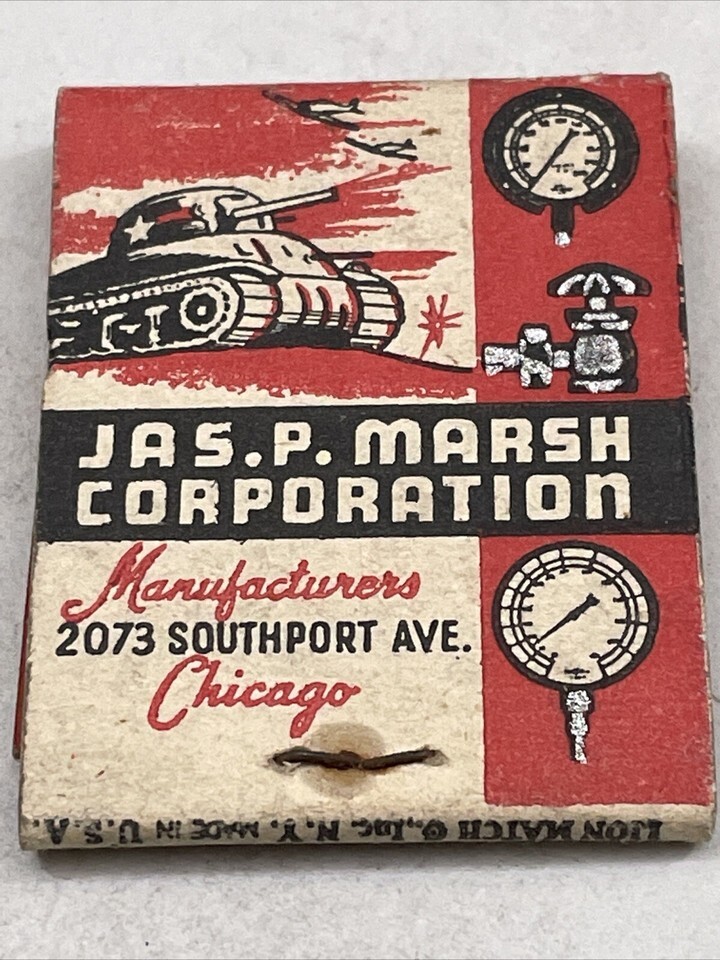 JAS. P. MARSH
CORPORATION
Manufacturers
2073 SOUTHPORT AVE.
Chicago
LION MATCH Co., Inc. N.Y. MADE IN U.S.A.